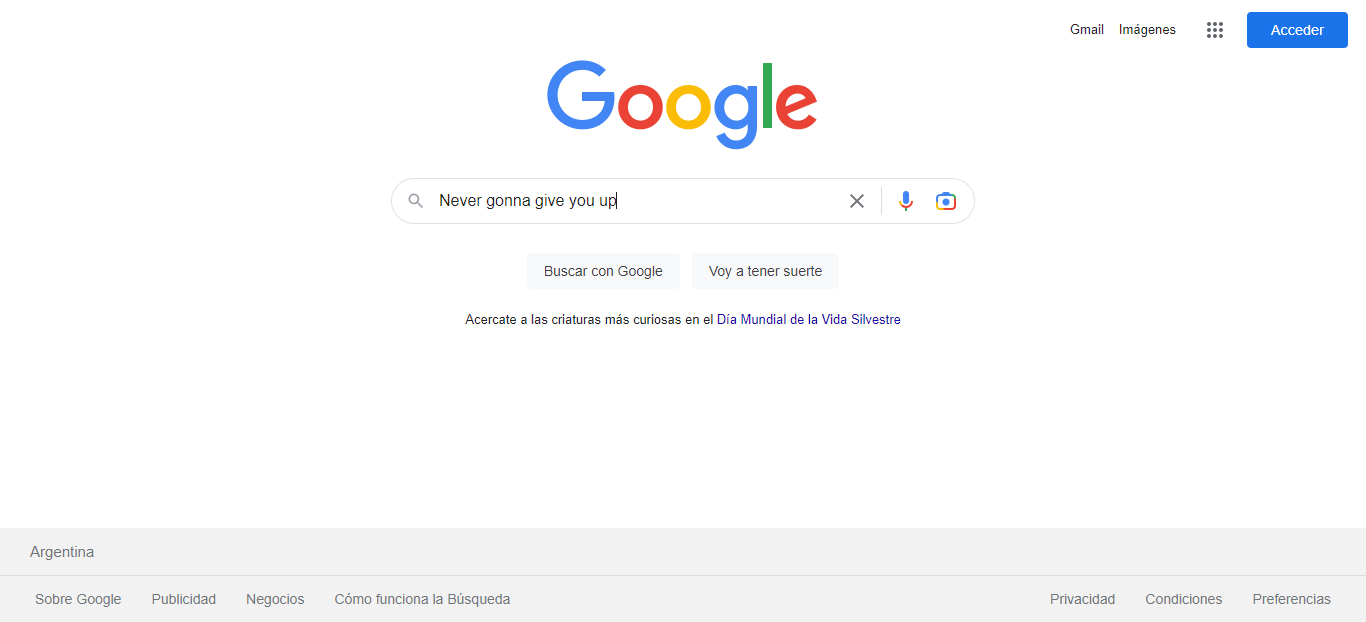 Gmail Imágenes Acceder
Google
Never gonna give you up
Buscar con Google Voy a tener suerte
Acercate a las criaturas más curiosas en el Día Mundial de la Vida Silvestre
Argentina
Sobre Google Publicidad Negocios Cómo funciona la Búsqueda Privacidad Condiciones Preferencias